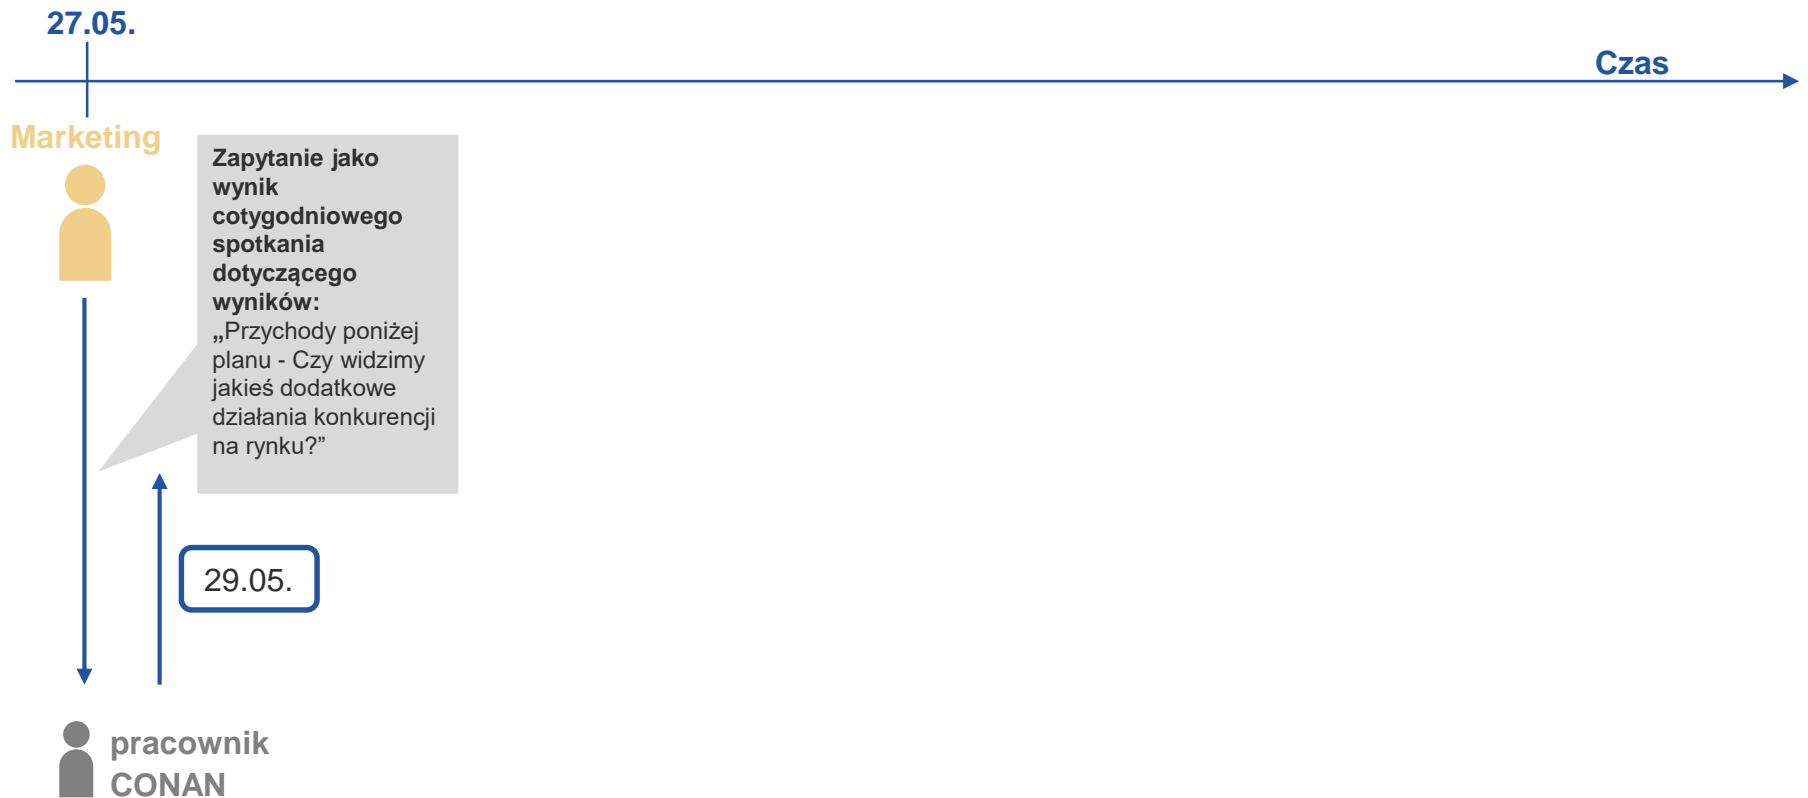 27.05.
Czas
Marketing
Zapytanie jako
wynik
cotygodniowego
spotkania
dotyczącego
wyników:
„Przychody poniżej
planu - Czy widzimy
jakieś dodatkowe
działania konkurencji
na rynku?”
29.05.
pracownik
CONAN